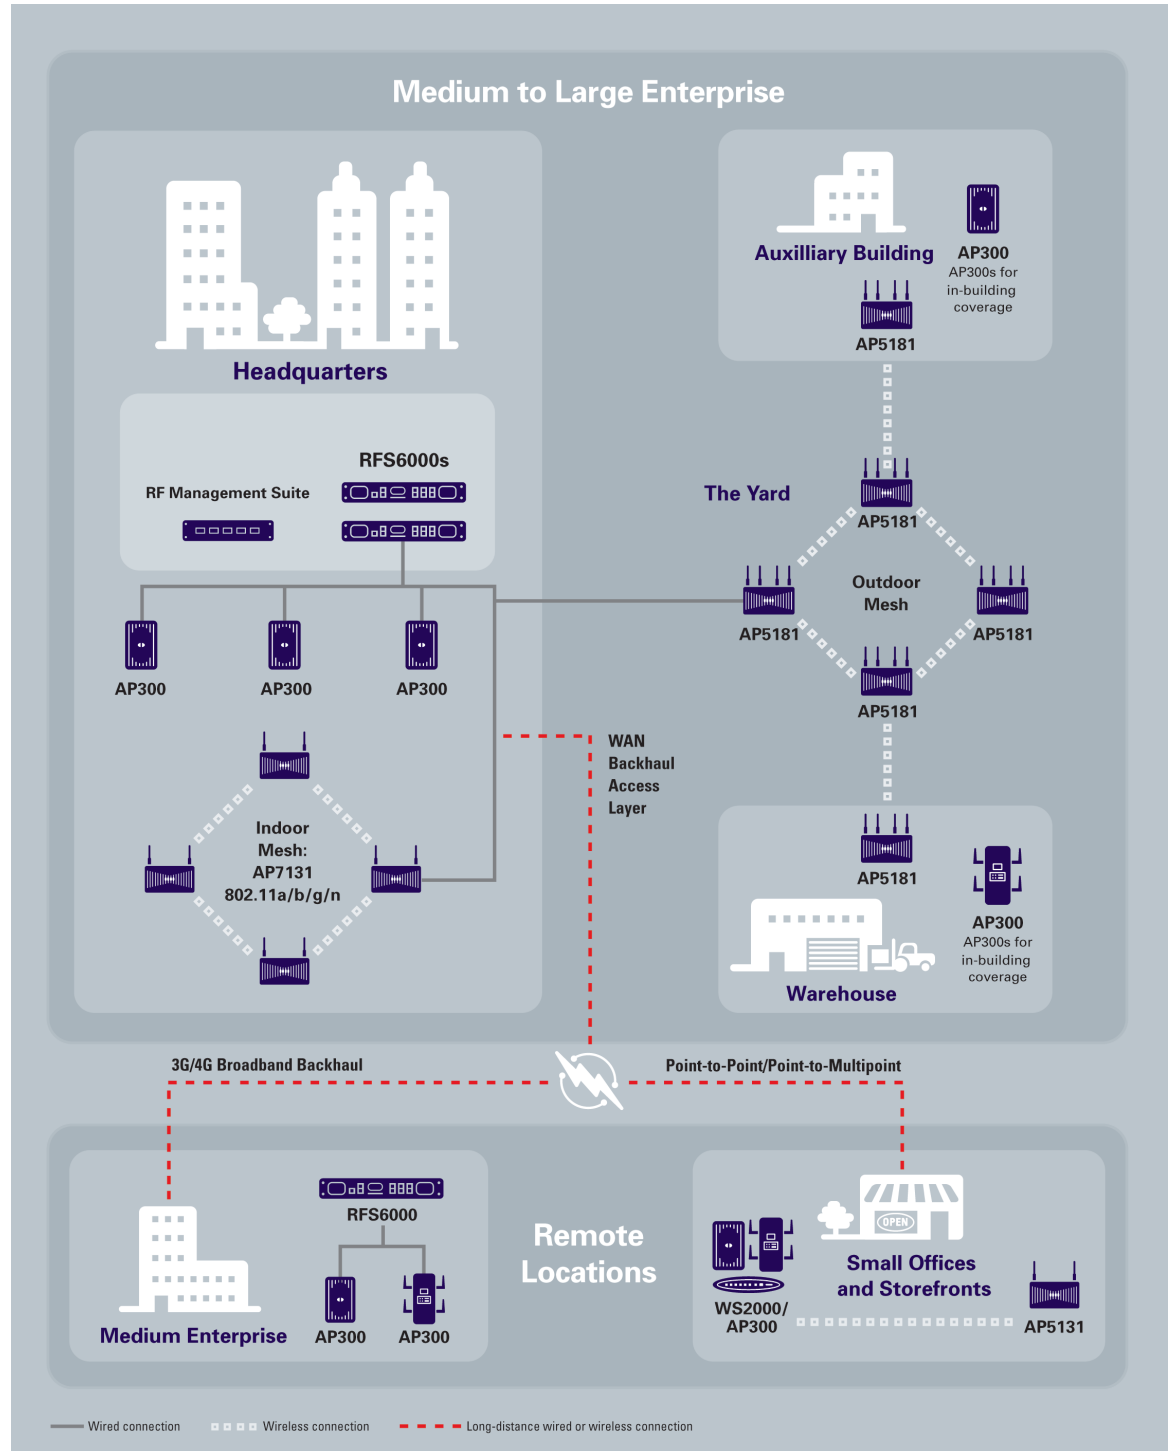 Medium to Large Enterprise
Headquarters
RFS6000s
RF Management Suite
AP300
AP300
AP300
Indoor
Mesh:
AP7131
802.11a/b/g/n
Auxilliary Building
AP300
AP300s for
in-building
coverage
AP5181
The Yard
AP5181
Outdoor
Mesh
AP5181
AP5181
AP5181
WAN
Backhaul
Access
Layer
AP5181
AP300
AP300s for
in-building
coverage
Warehouse
3G/4G Broadband Backhaul
Point-to-Point/Point-to-Multipoint
RFS6000
AP300
AP300
Medium Enterprise
Remote
Locations
OPEN
Small Offices
and Storefronts
WS2000/
AP300
AP5131
Wired connection
Wireless connection
Long-distance wired or wireless connection